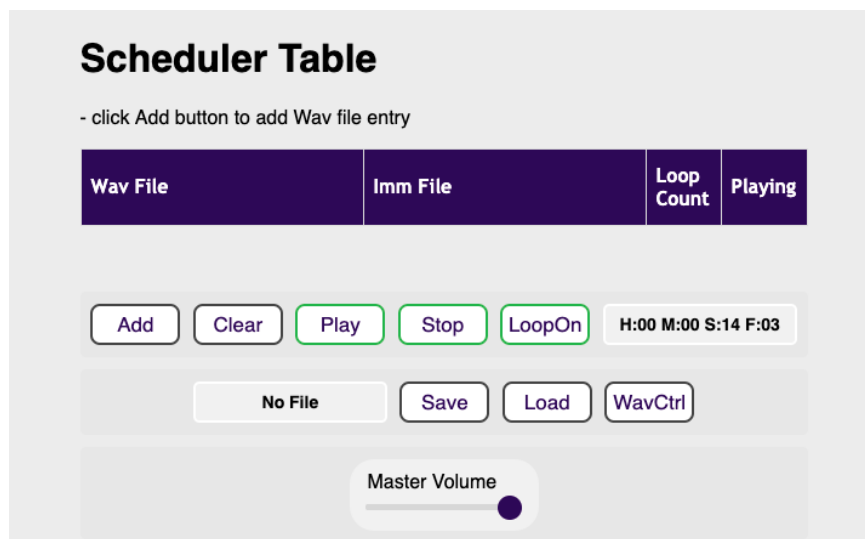 Scheduler Table
- click Add button to add Wav file entry
Wav File
Imm File
Loop
Count
Playing
Add
Clear
Play
Stop
LoopOn
H:00 M:00 S:14 F:03
No File
Save
Load
WavCtrl
Master Volume